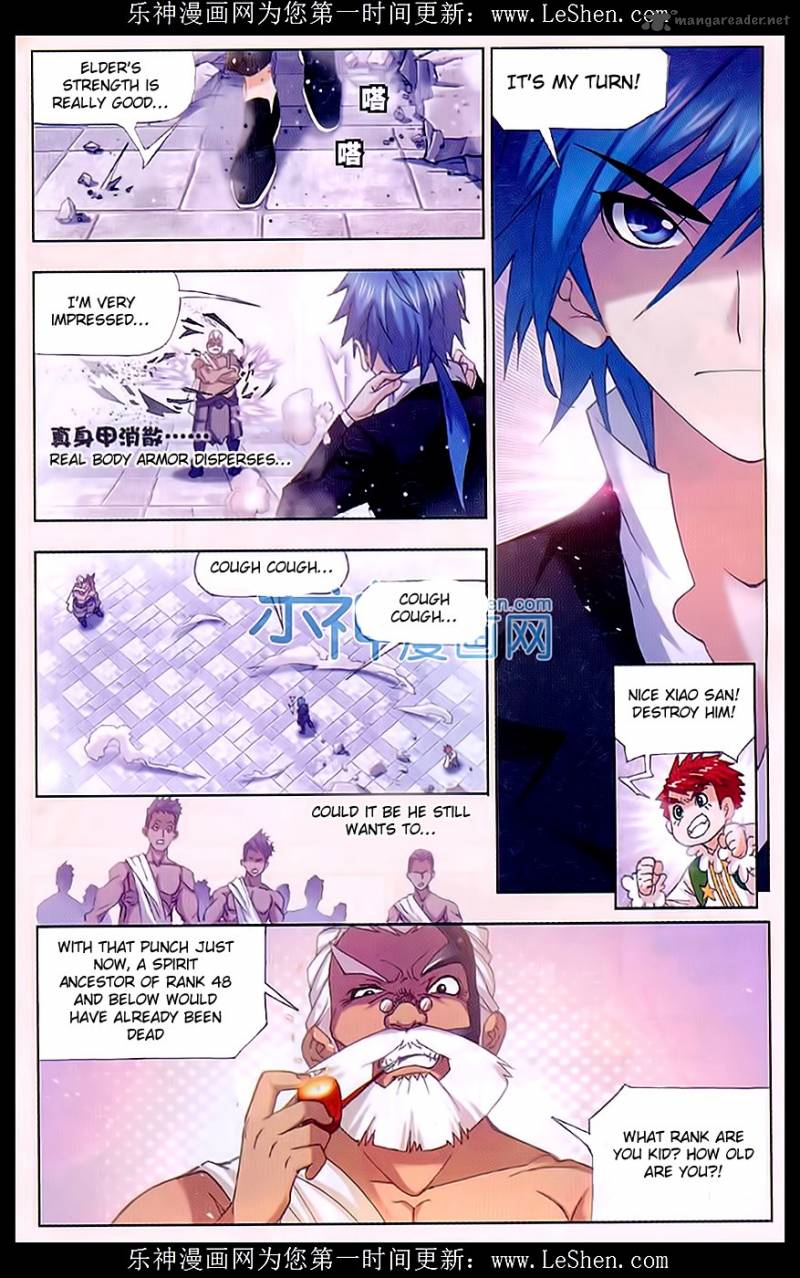 乐神漫画网为您第一时间更新：www.LeShen.com
mangareader.net
ELDER'S
STRENGTH IS
REALLY GOOD...
嗒
嗒
IT'S MY TURN!
I'M VERY
IMPRESSED...
真身甲消散……
REAL BODY ARMOR DISPERSES...
COUGH COUGH...
COUGH
COUGH...
NICE XIAO SAN!
DESTROY HIM!
COULD IT BE HE STILL
WANTS TO...
WITH THAT PUNCH JUST
NOW, A SPIRIT
ANCESTOR OF RANK 48
AND BELOW WOULD
HAVE ALREADY BEEN
DEAD
WHAT RANK ARE
YOU KID? HOW OLD
ARE YOU?!
乐神漫画网为您第一时间更新：www.LeShen.com